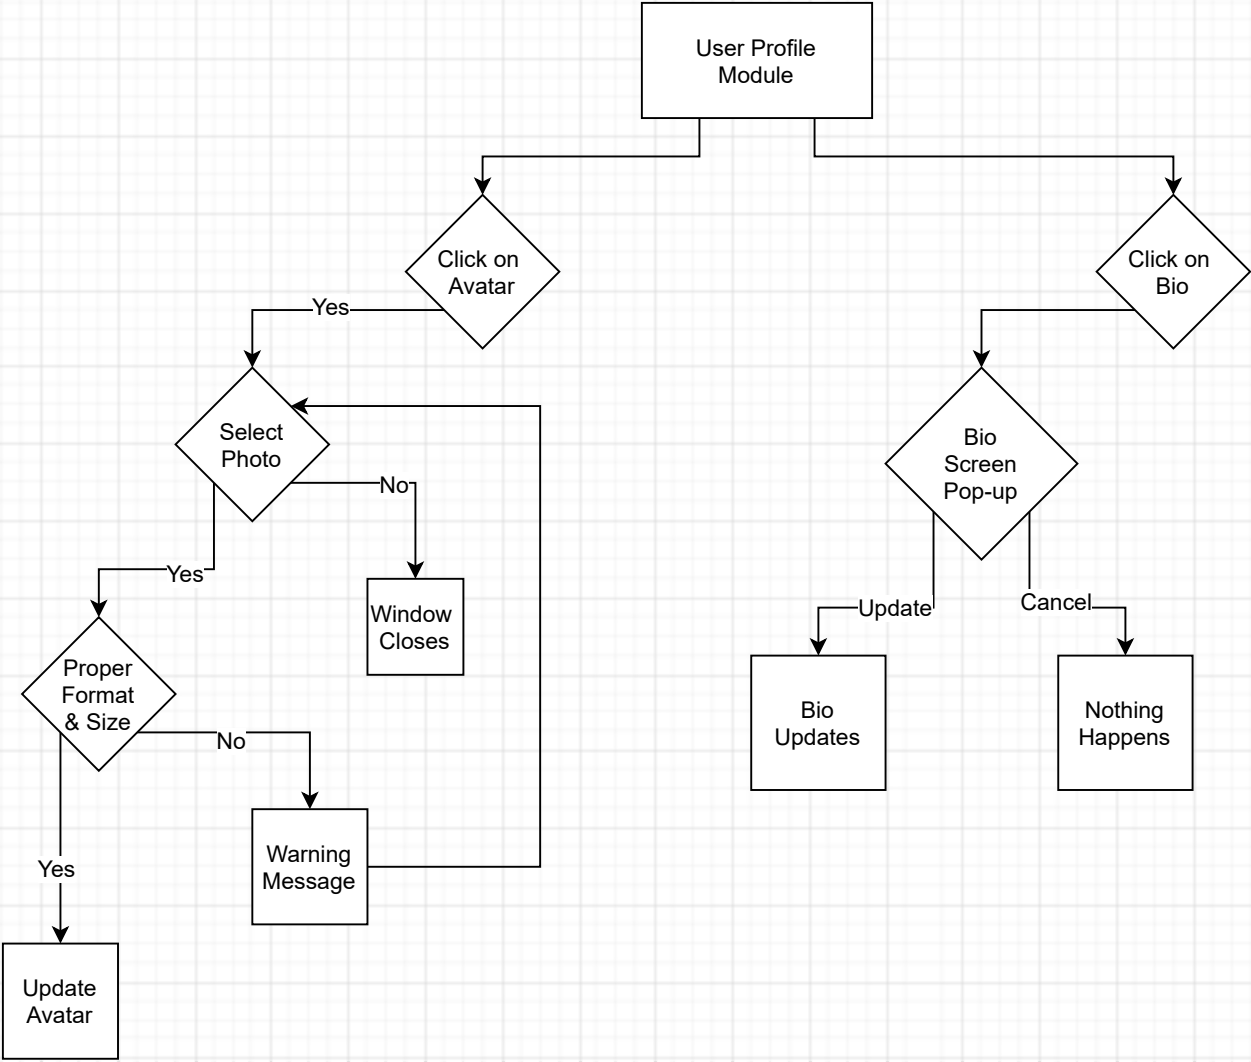 User Profile
Module
Click on
Avatar
Click on
Bio
Yes
Select
Photo
No
Yes
Window
Closes
Proper
Format
& Size
No
Warning
Message
Yes
Update
Avatar
Bio
Screen
Pop-up
Update
Cancel
Bio
Updates
Nothing
Happens